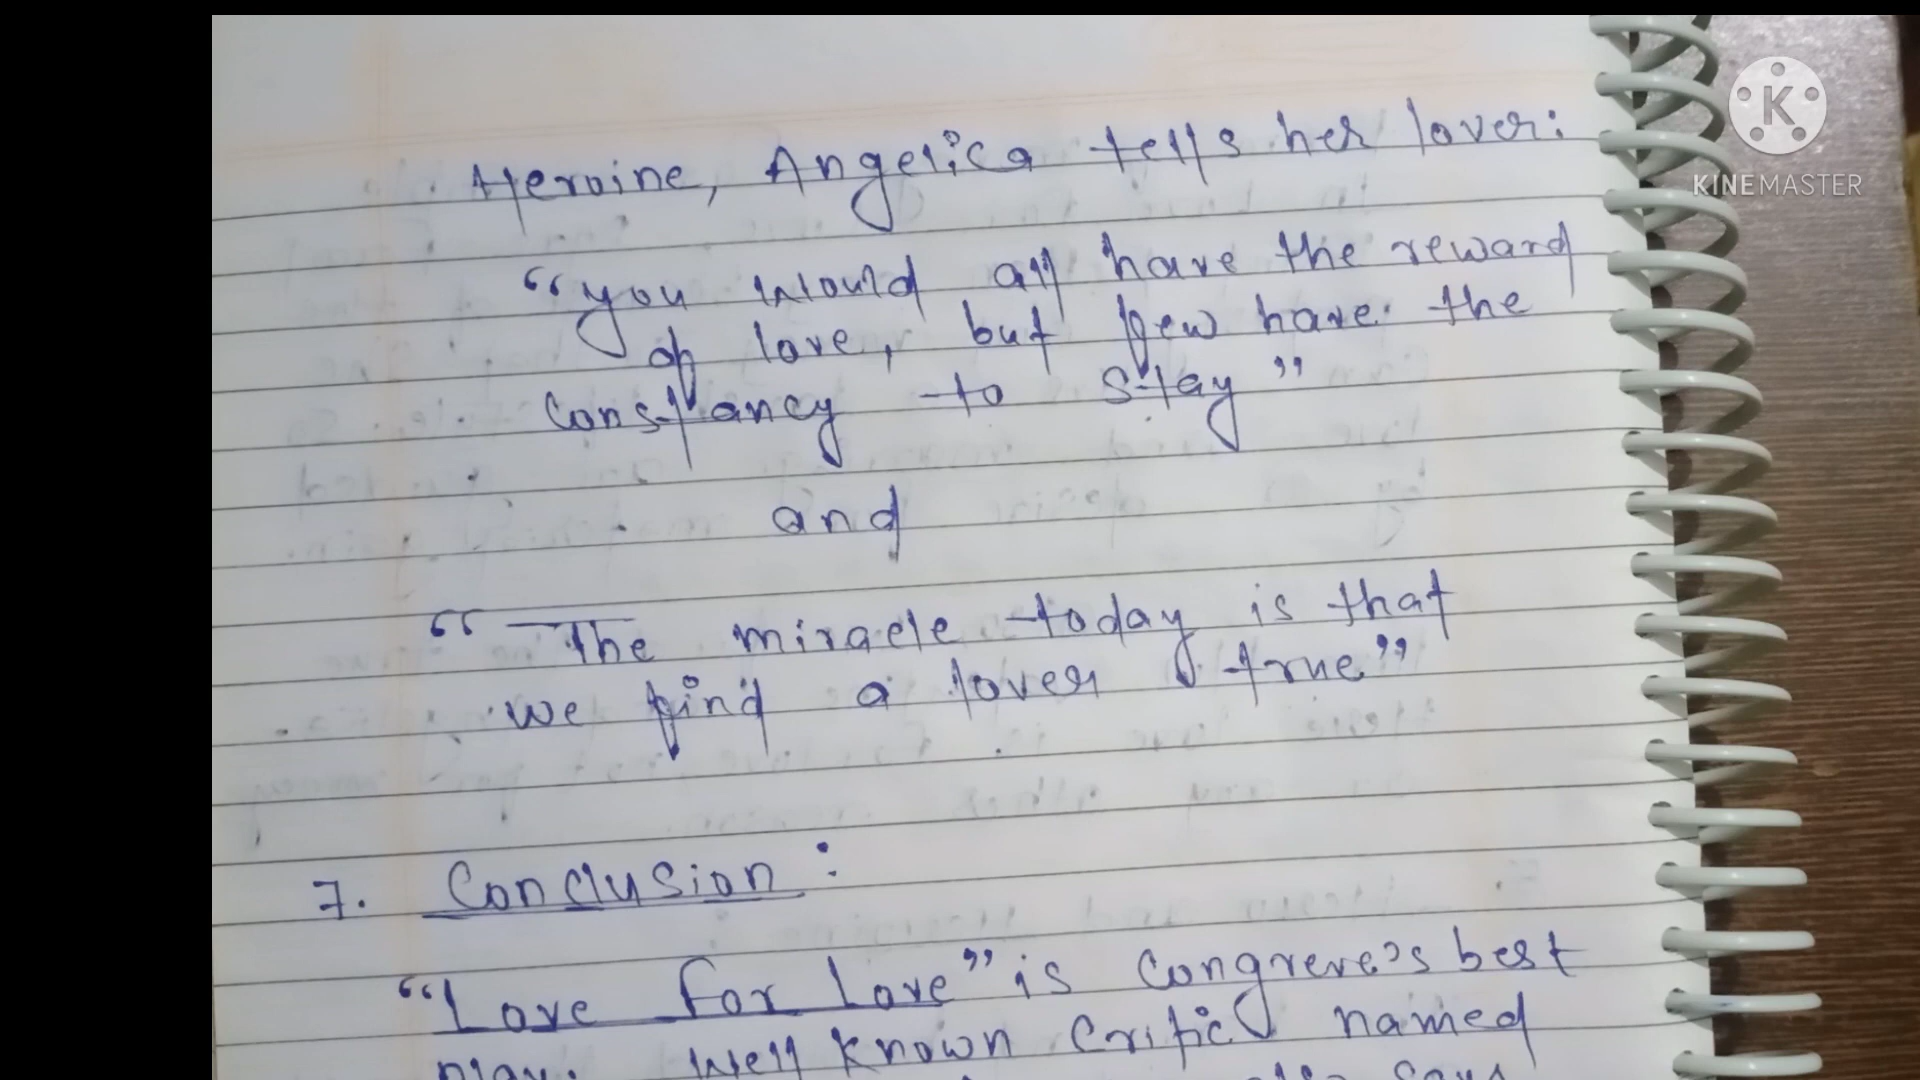 Heroine, Angelica tells her lover:
“you would all have the reward
of love, but few have the
Constancy to stay”
and
“— The miracle today is that
we find a lover true”
7. Conclusion :
“Love For Love” is Congreve's best
play. Well known Critic named
says
K
KINEMASTER